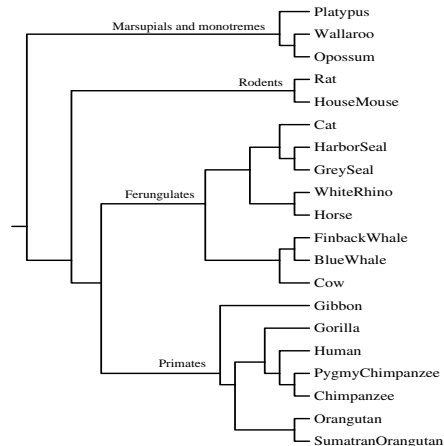 Platypus
Marsupials and monotremes
Wallaroo
Opossum
Rat
Rodents
HouseMouse
Cat
HarborSeal
GreySeal
Ferungulates
WhiteRhino
Horse
FinbackWhale
BlueWhale
Cow
Gibbon
Gorilla
Human
Primates
PygmyChimpanzee
Chimpanzee
Orangutan
SumatranOrangutan